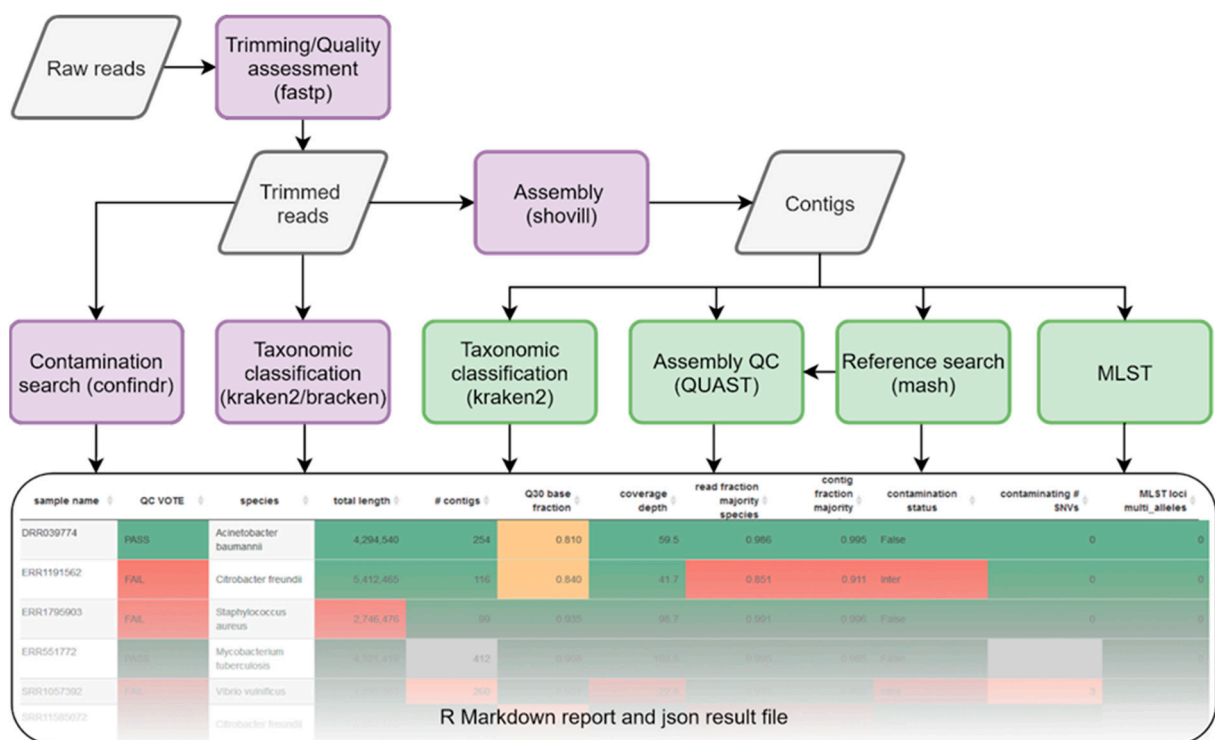 Raw reads
Trimming/Quality
assessment
(fastp)
Trimmed
reads
Assembly
(shovill)
Contigs
Contamination
search (confindr)
Taxonomic
classification
(kraken2/bracken)
Taxonomic
classification
(kraken2)
Assembly QC
(QUAST)
Reference search
(mash)
MLST
sample name QC VOTE species total length # contigs Q30 base fraction coverage depth read fraction majority species contig fraction majority contamination status contaminating # SNVs MLST loci multi_alleles
DRR039774 PASS Acinetobacter baumannii 4,294,540 254 0.810 59.5 0.986 0.995 False 0 0
ERR1191562 FAIL Citrobacter freundii 5,412,465 116 0.840 41.7 0.851 0.911 Inter 0 0
ERR1795903 FAIL Staphylococcus aureus 2,746,476 99 0.935 98.7 0.991 0.996 False 0 0
ERR551772 PASS Mycobacterium tuberculosis 412 False
SRR1057392 FAIL Vibrio vulnificus 260 3
SRR11585072 Citrobacter freundii
R Markdown report and json result file